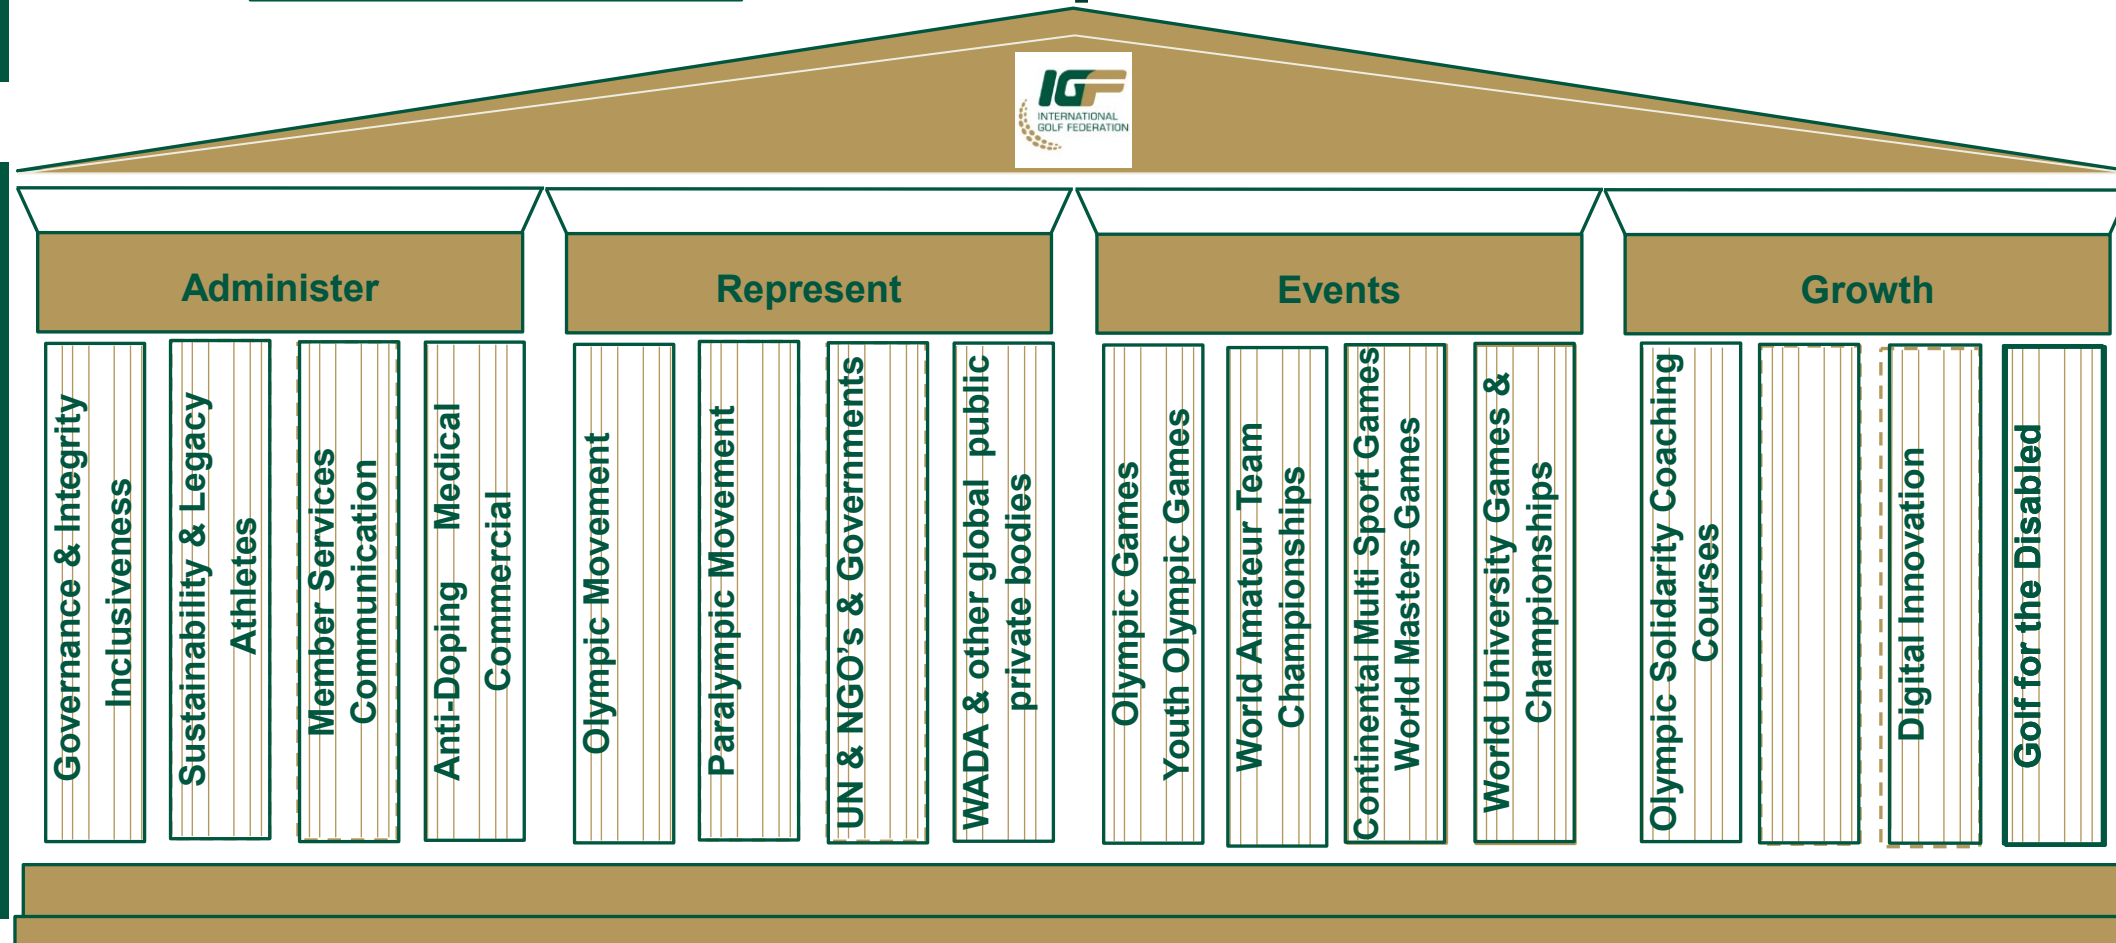 IGF
INTERNATIONAL
GOLF FEDERATION
Administer
Represent
Events
Growth
Governance & Integrity
Inclusiveness
Sustainability & Legacy
Athletes
Member Services
Communication
Anti-Doping Medical
Commercial
Olympic Movement
Paralympic Movement
UN & NGO's & Governments
WADA & other global public
private bodies
Olympic Games
Youth Olympic Games
World Amateur Team
Championships
Continental Multi Sport Games
World Masters Games
World University Games &
Championships
Olympic Solidarity Coaching
Courses
Digital Innovation
Golf for the Disabled